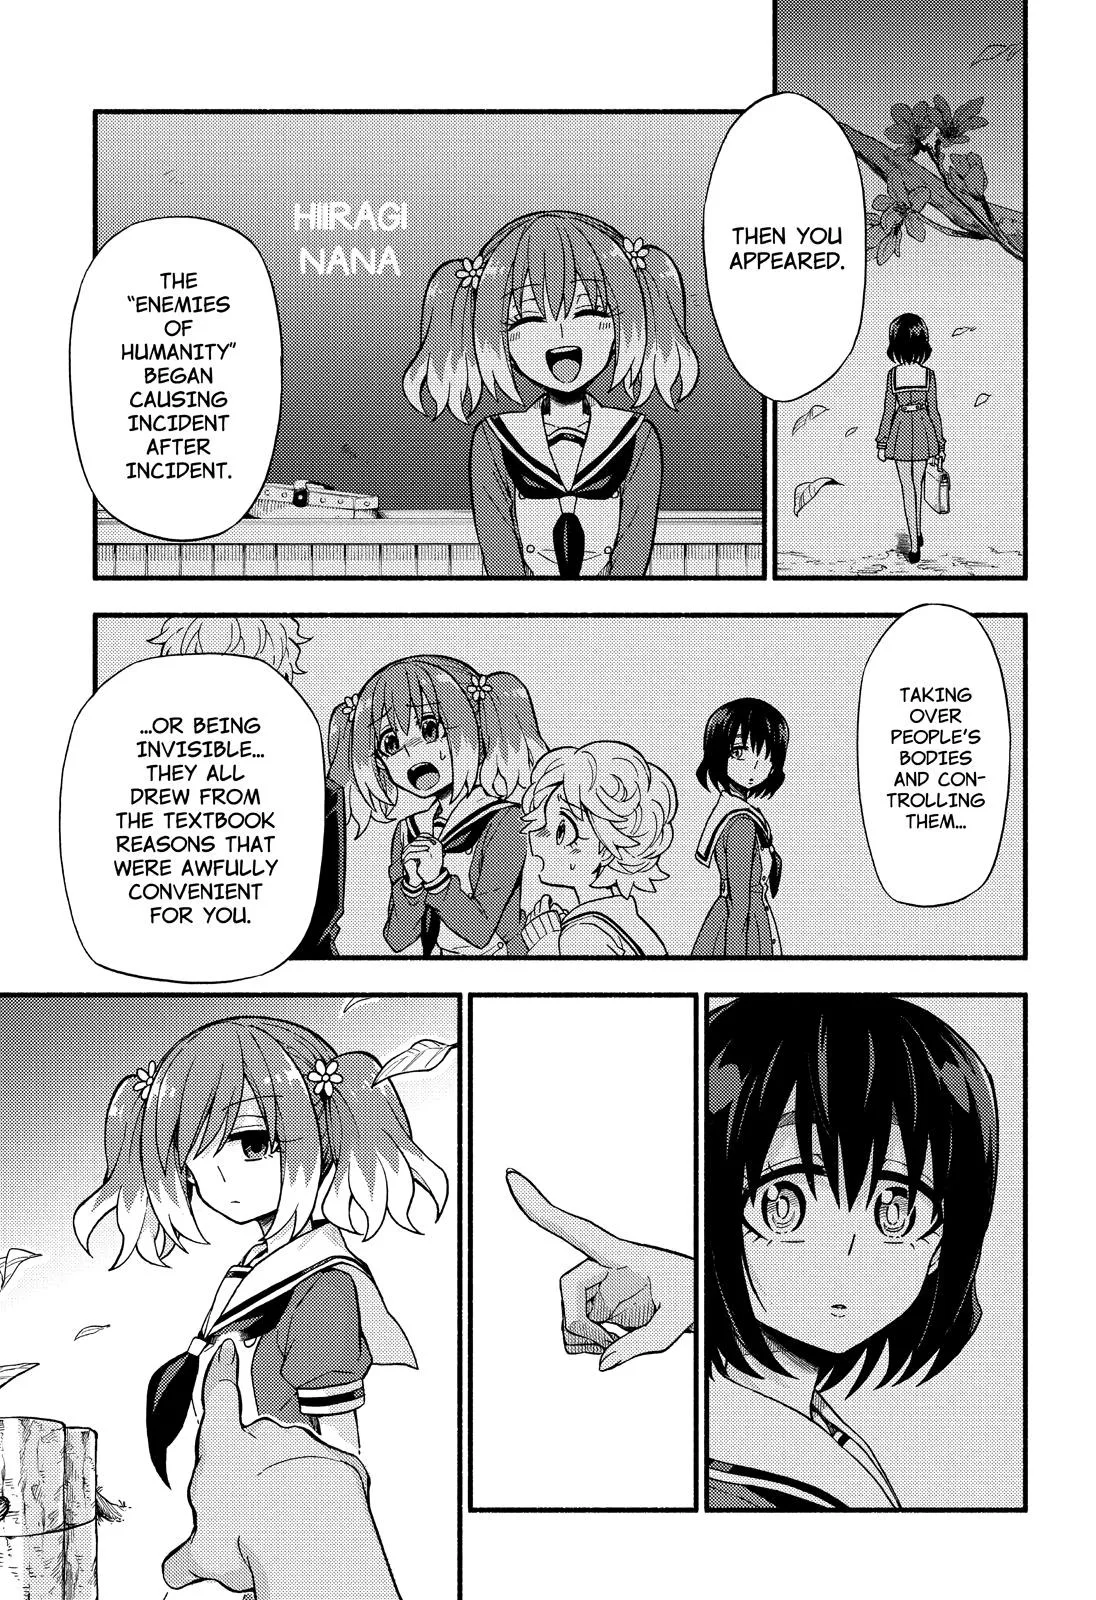 THEN YOU
APPEARED.
HIIRAGI
NANA
THE
"ENEMIES
OF
HUMANITY"
BEGAN
CAUSING
INCIDENT
AFTER
INCIDENT.
TAKING
OVER
PEOPLE'S
BODIES
AND CON-
TROLLING
THEM...
...OR BEING
INVISIBLE...
THEY ALL
DREW FROM
THE TEXTBOOK
REASONS THAT
WERE AWFULLY
CONVENIENT
FOR YOU.